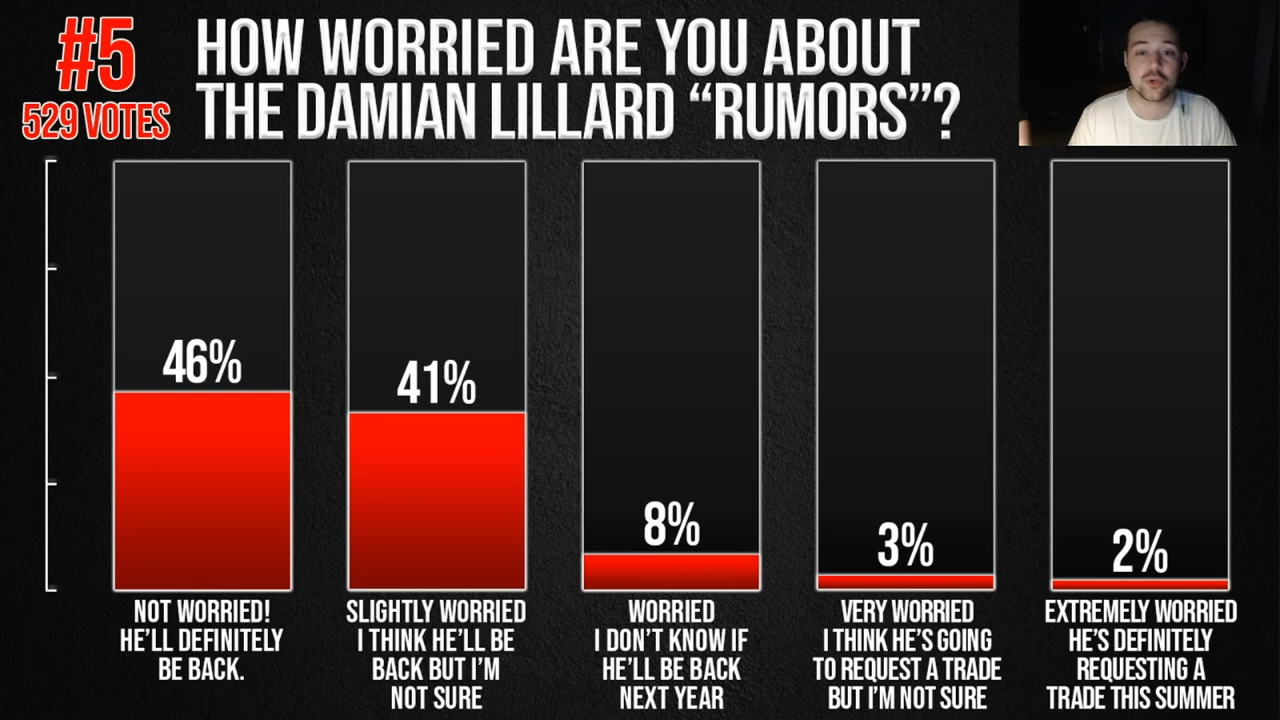 #5
529 VOTES
HOW WORRIED ARE YOU ABOUT
THE DAMIAN LILLARD “RUMORS”?
46%
41%
8%
3%
2%
NOT WORRIED!
HE’LL DEFINITELY
BE BACK.
SLIGHTLY WORRIED
I THINK HE’LL BE
BACK BUT I’M
NOT SURE
WORRIED
I DON’T KNOW IF
HE’LL BE BACK
NEXT YEAR
VERY WORRIED
I THINK HE’S GOING
TO REQUEST A TRADE
BUT I’M NOT SURE
EXTREMELY WORRIED
HE’S DEFINITELY
REQUESTING A
TRADE THIS SUMMER